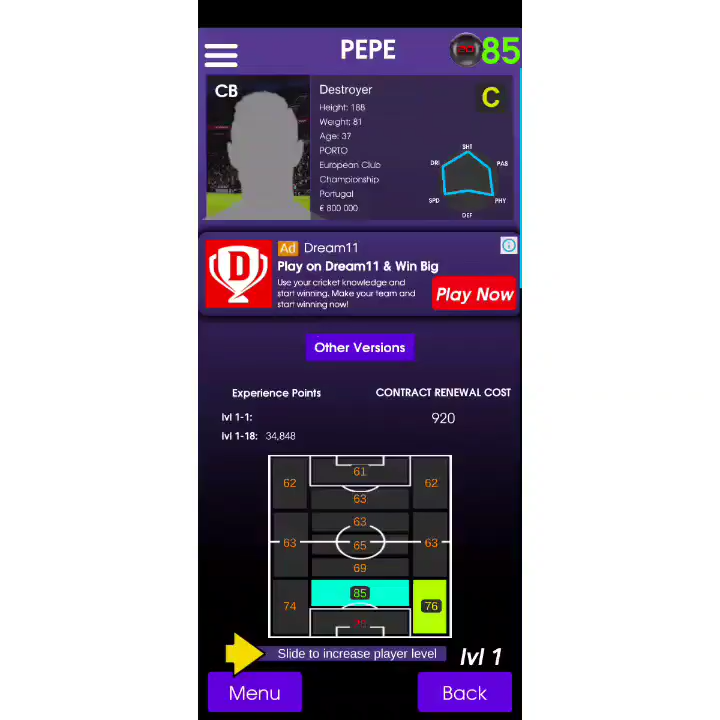 PEPE
85
CB
Destroyer
C
Height: 188
Weight: 81
Age: 37
PORTO
European Club
Championship
Portugal
€ 800 000
SHT
DRI
PAS
SPD
PHY
DEF
Ad Dream11
Play on Dream11 & Win Big
Use your cricket knowledge and
start winning. Make your team and
start winning now!
Play Now
D
Other Versions
Experience Points
CONTRACT RENEWAL COST
lvl 1-1:
920
lvl 1-18: 34,848
61
62
62
63
63
63
65
63
69
85
74
76
Slide to increase player level
lvl 1
Menu
Back